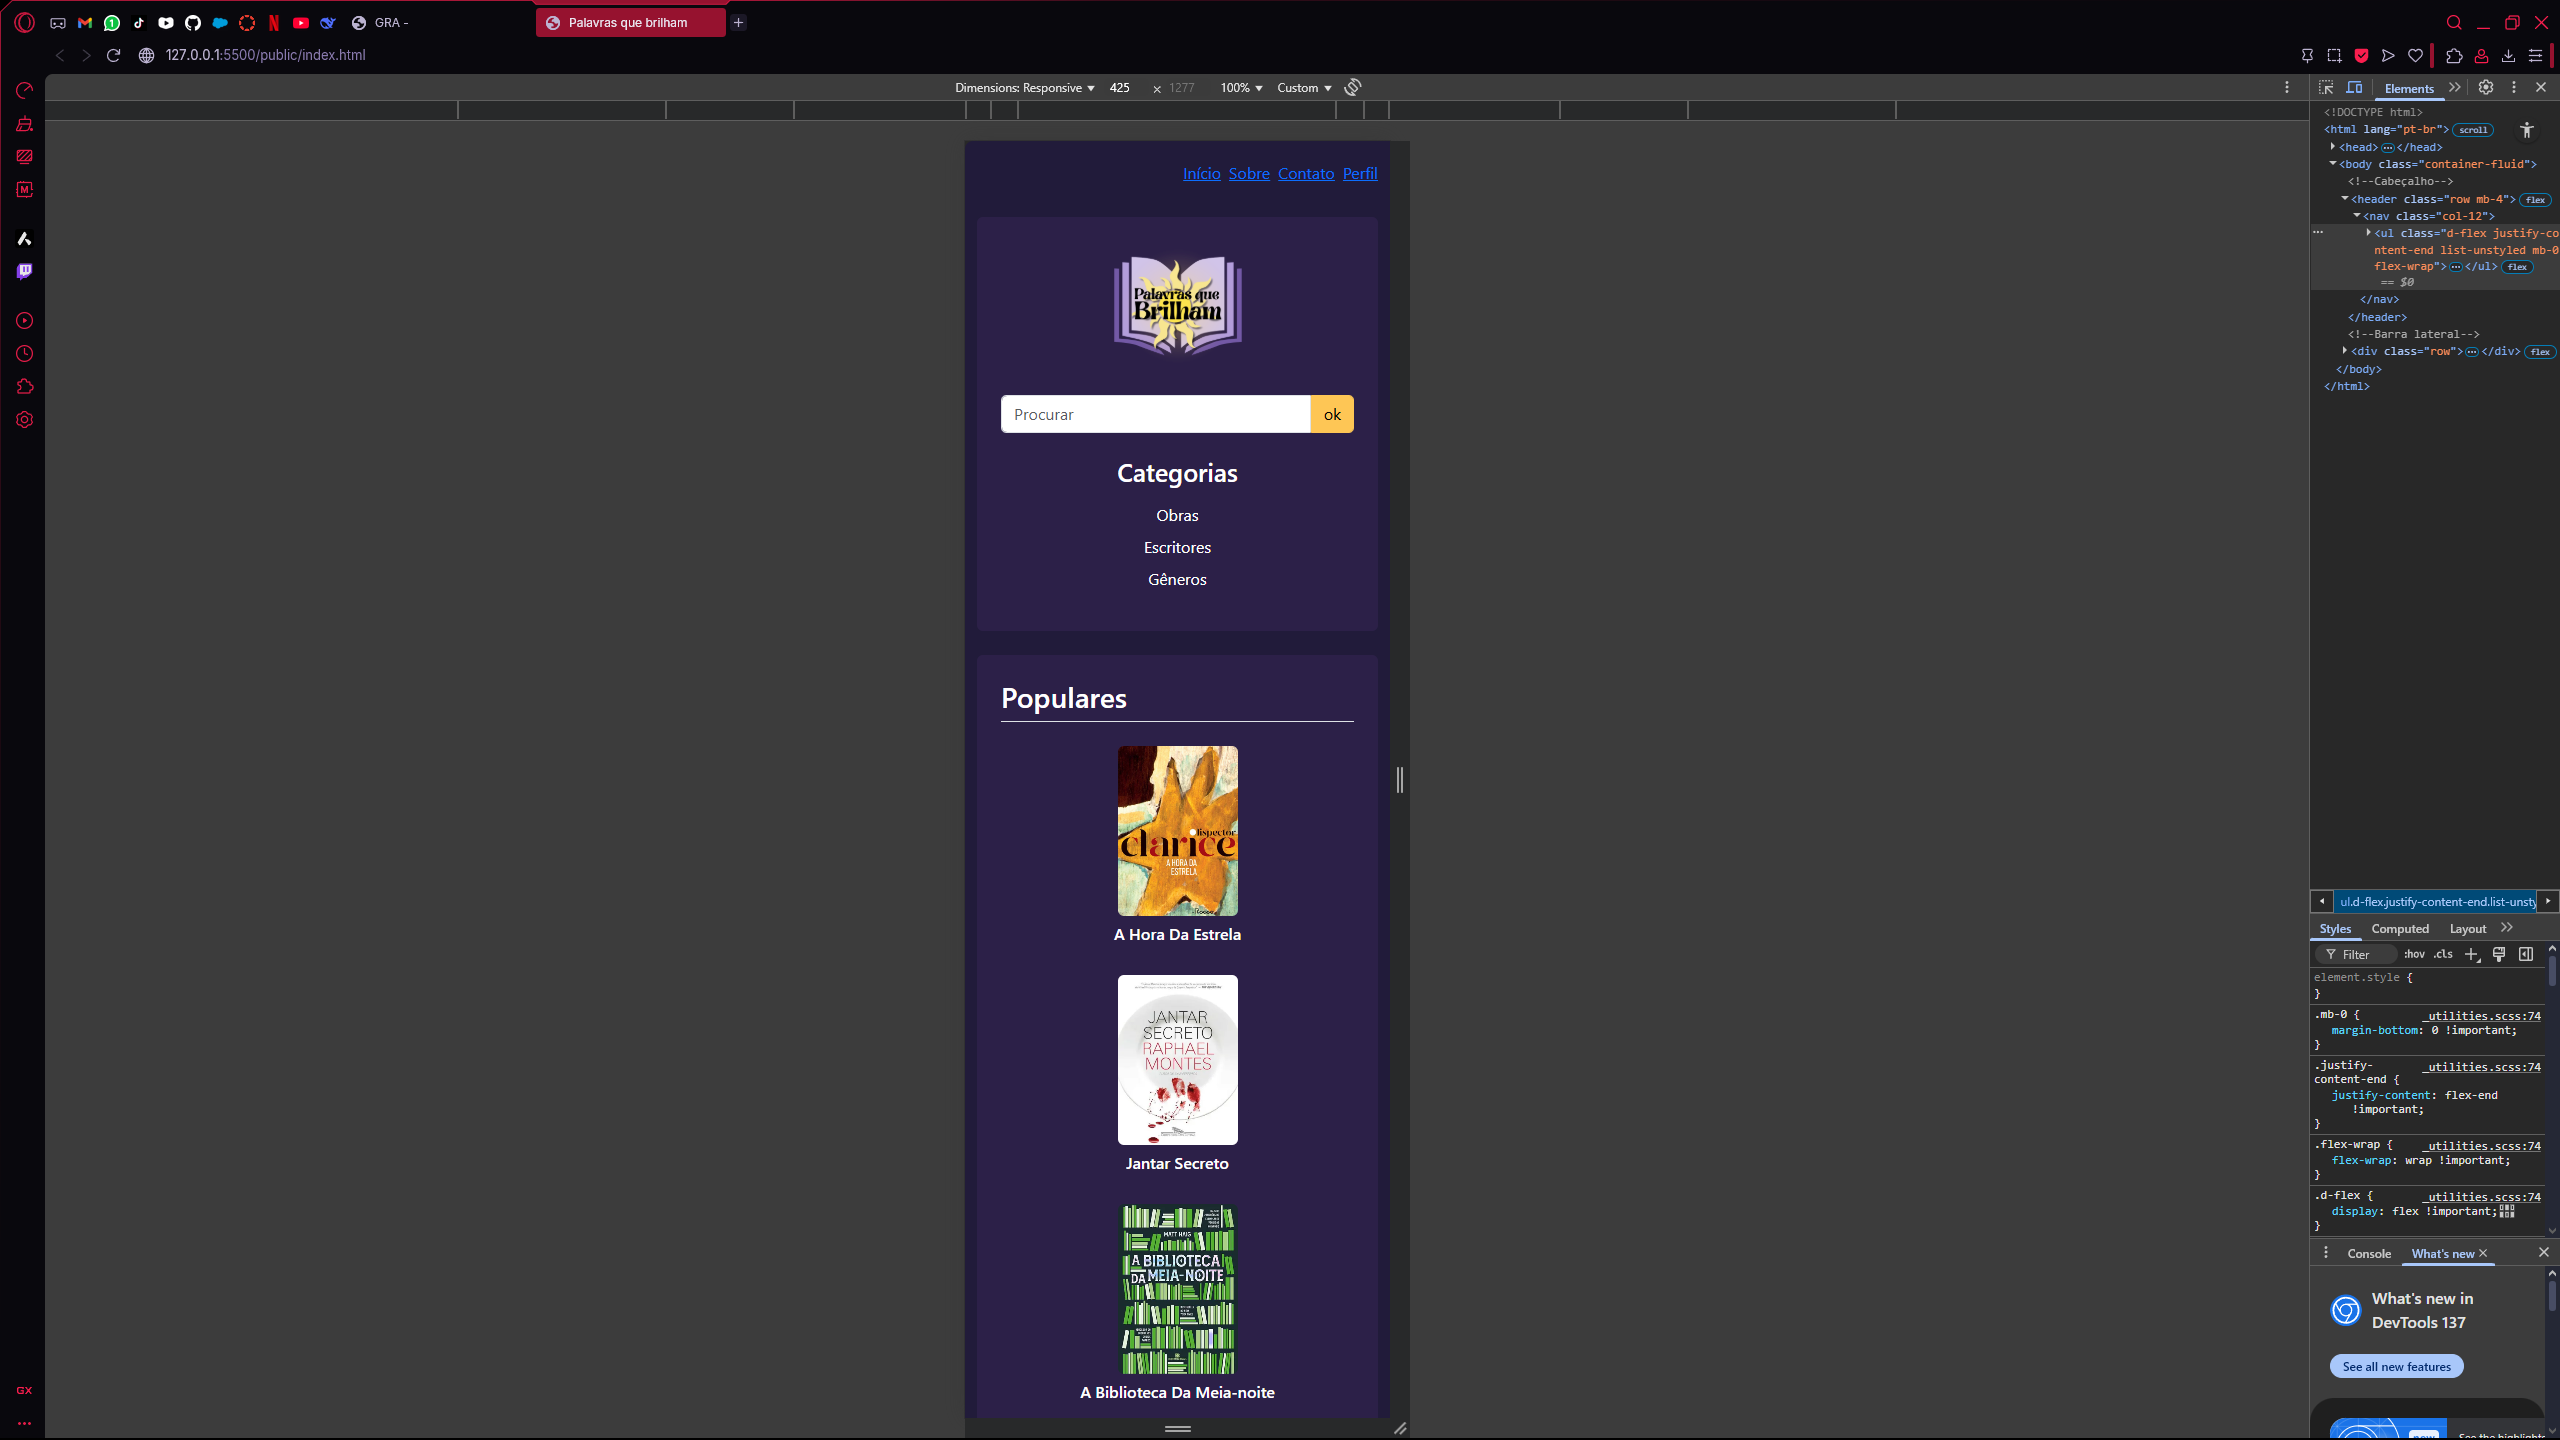 GRA -
Palavras que brilham
127.0.0.1:5500/public/index.html
Dimensions: Responsive 425 × 1277 100% Custom
Elements
<!DOCTYPE html>
<html lang="pt-br"> scroll
<head> ⋯ </head>
<body class="container-fluid">
<!--Cabeçalho-->
<header class="row mb-4"> flex
<nav class="col-12">
<ul class="d-flex justify-co
ntent-end list-unstyled mb-0
flex-wrap"> ⋯ </ul> flex
== $0
</nav>
</header>
<!--Barra lateral-->
<div class="row"> ⋯ </div> flex
</body>
</html>
Início Sobre Contato Perfil
Palavras que
Brilham
Procurar ok
Categorias
Obras
Escritores
Gêneros
Populares
lispector
clarice
A HORA DA
ESTRELA
A Hora Da Estrela
JANTAR
SECRETO
RAPHAEL
MONTES
Jantar Secreto
MATT HAIG
A BIBLIOTECA
DA MEIA-NOITE
A Biblioteca Da Meia-noite
ul.d-flex.justify-content-end.list-unsty
Styles Computed Layout
Filter :hov .cls
element.style {
}
.mb-0 { _utilities.scss:74
margin-bottom: 0 !important;
}
.justify- _utilities.scss:74
content-end {
justify-content: flex-end
!important;
}
.flex-wrap { _utilities.scss:74
flex-wrap: wrap !important;
}
.d-flex { _utilities.scss:74
display: flex !important;
}
Console What's new
What's new in
DevTools 137
See all new features
See the highlights
GX